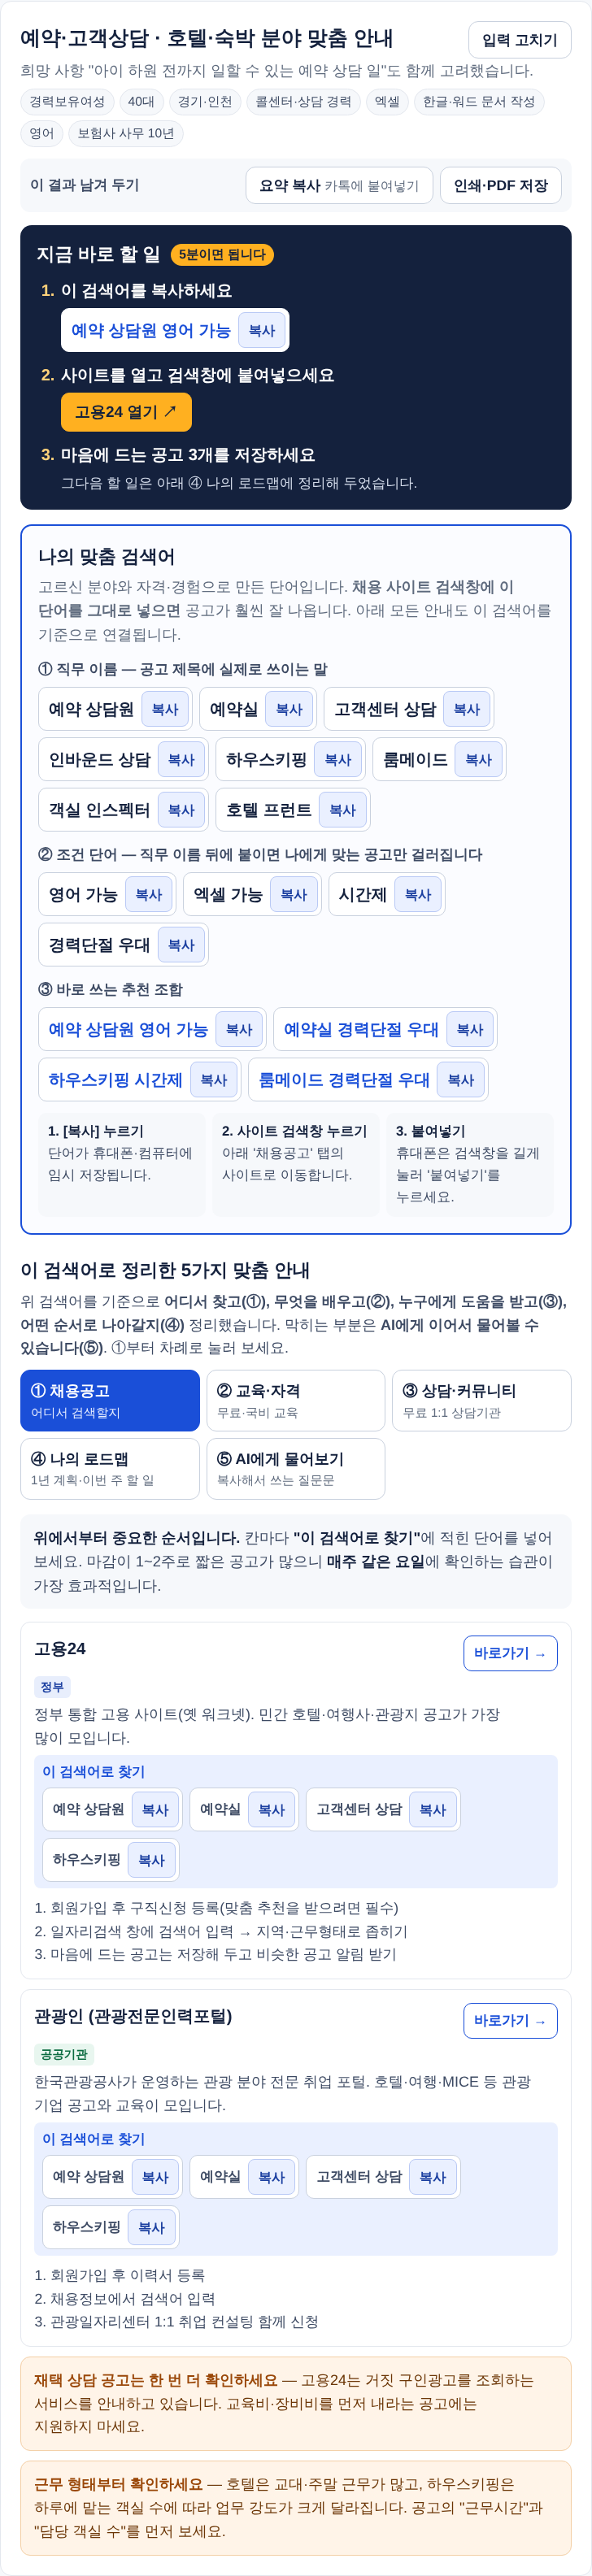 예약·고객상담 · 호텔·숙박 분야 맞춤 안내
입력 고치기
희망 사항 "아이 하원 전까지 일할 수 있는 예약 상담 일"도 함께 고려했습니다.
경력보유여성 40대 경기·인천 콜센터·상담 경력 엑셀 한글·워드 문서 작성
영어 보험사 사무 10년
이 결과 남겨 두기 요약 복사 카톡에 붙여넣기 인쇄·PDF 저장
지금 바로 할 일 5분이면 됩니다
1. 이 검색어를 복사하세요
예약 상담원 영어 가능 복사
2. 사이트를 열고 검색창에 붙여넣으세요
고용24 열기 ↗
3. 마음에 드는 공고 3개를 저장하세요
그다음 할 일은 아래 ④ 나의 로드맵에 정리해 두었습니다.
나의 맞춤 검색어
고르신 분야와 자격·경험으로 만든 단어입니다. 채용 사이트 검색창에 이
단어를 그대로 넣으면 공고가 훨씬 잘 나옵니다. 아래 모든 안내도 이 검색어를
기준으로 연결됩니다.
① 직무 이름 — 공고 제목에 실제로 쓰이는 말
예약 상담원 복사 예약실 복사 고객센터 상담 복사
인바운드 상담 복사 하우스키핑 복사 룸메이드 복사
객실 인스펙터 복사 호텔 프런트 복사
② 조건 단어 — 직무 이름 뒤에 붙이면 나에게 맞는 공고만 걸러집니다
영어 가능 복사 엑셀 가능 복사 시간제 복사
경력단절 우대 복사
③ 바로 쓰는 추천 조합
예약 상담원 영어 가능 복사 예약실 경력단절 우대 복사
하우스키핑 시간제 복사 룸메이드 경력단절 우대 복사
1. [복사] 누르기
단어가 휴대폰·컴퓨터에
임시 저장됩니다.
2. 사이트 검색창 누르기
아래 '채용공고' 탭의
사이트로 이동합니다.
3. 붙여넣기
휴대폰은 검색창을 길게
눌러 '붙여넣기'를
누르세요.
이 검색어로 정리한 5가지 맞춤 안내
위 검색어를 기준으로 어디서 찾고(①), 무엇을 배우고(②), 누구에게 도움을 받고(③),
어떤 순서로 나아갈지(④) 정리했습니다. 막히는 부분은 AI에게 이어서 물어볼 수
있습니다(⑤). ①부터 차례로 눌러 보세요.
① 채용공고
어디서 검색할지
② 교육·자격
무료·국비 교육
③ 상담·커뮤니티
무료 1:1 상담기관
④ 나의 로드맵
1년 계획·이번 주 할 일
⑤ AI에게 물어보기
복사해서 쓰는 질문문
위에서부터 중요한 순서입니다. 칸마다 "이 검색어로 찾기"에 적힌 단어를 넣어
보세요. 마감이 1~2주로 짧은 공고가 많으니 매주 같은 요일에 확인하는 습관이
가장 효과적입니다.
고용24
바로가기 →
정부
정부 통합 고용 사이트(옛 워크넷). 민간 호텔·여행사·관광지 공고가 가장
많이 모입니다.
이 검색어로 찾기
예약 상담원 복사 예약실 복사 고객센터 상담 복사
하우스키핑 복사
1. 회원가입 후 구직신청 등록(맞춤 추천을 받으려면 필수)
2. 일자리검색 창에 검색어 입력 → 지역·근무형태로 좁히기
3. 마음에 드는 공고는 저장해 두고 비슷한 공고 알림 받기
관광인 (관광전문인력포털)
바로가기 →
공공기관
한국관광공사가 운영하는 관광 분야 전문 취업 포털. 호텔·여행·MICE 등 관광
기업 공고와 교육이 모입니다.
이 검색어로 찾기
예약 상담원 복사 예약실 복사 고객센터 상담 복사
하우스키핑 복사
1. 회원가입 후 이력서 등록
2. 채용정보에서 검색어 입력
3. 관광일자리센터 1:1 취업 컨설팅 함께 신청
재택 상담 공고는 한 번 더 확인하세요 — 고용24는 거짓 구인광고를 조회하는
서비스를 안내하고 있습니다. 교육비·장비비를 먼저 내라는 공고에는
지원하지 마세요.
근무 형태부터 확인하세요 — 호텔은 교대·주말 근무가 많고, 하우스키핑은
하루에 맡는 객실 수에 따라 업무 강도가 크게 달라집니다. 공고의 "근무시간"과
"담당 객실 수"를 먼저 보세요.